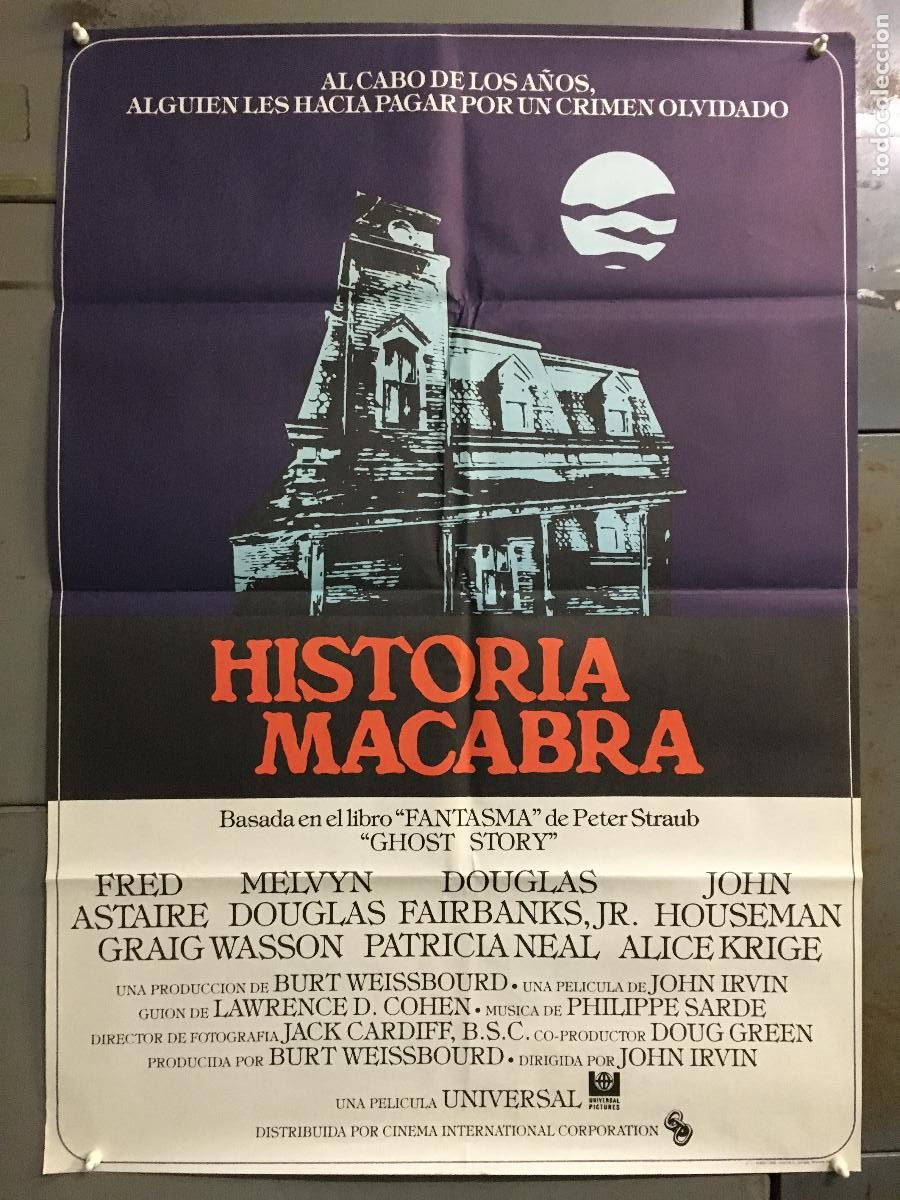 AL CABO DE LOS AÑOS,
ALGUIEN LES HACIA PAGAR POR UN CRIMEN OLVIDADO
todocoleccion
HISTORIA
MACABRA
Basada en el libro “FANTASMA” de Peter Straub
“GHOST STORY”
FRED MELVYN DOUGLAS JOHN
ASTAIRE DOUGLAS FAIRBANKS, JR. HOUSEMAN
GRAIG WASSON PATRICIA NEAL ALICE KRIGE
UNA PRODUCCION DE BURT WEISSBOURD • UNA PELICULA DE JOHN IRVIN
GUION DE LAWRENCE D. COHEN • MUSICA DE PHILIPPE SARDE
DIRECTOR DE FOTOGRAFIA JACK CARDIFF, B.S.C. CO-PRODUCTOR DOUG GREEN
PRODUCIDA POR BURT WEISSBOURD • DIRIGIDA POR JOHN IRVIN
UNA PELICULA UNIVERSAL
UNIVERSAL
PICTURES
DISTRIBUIDA POR CINEMA INTERNATIONAL CORPORATION